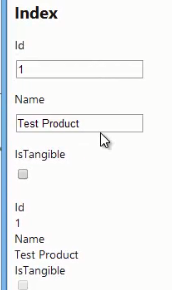 Index
Id
1
Name
Test Product
IsTangible
Id
1
Name
Test Product
IsTangible